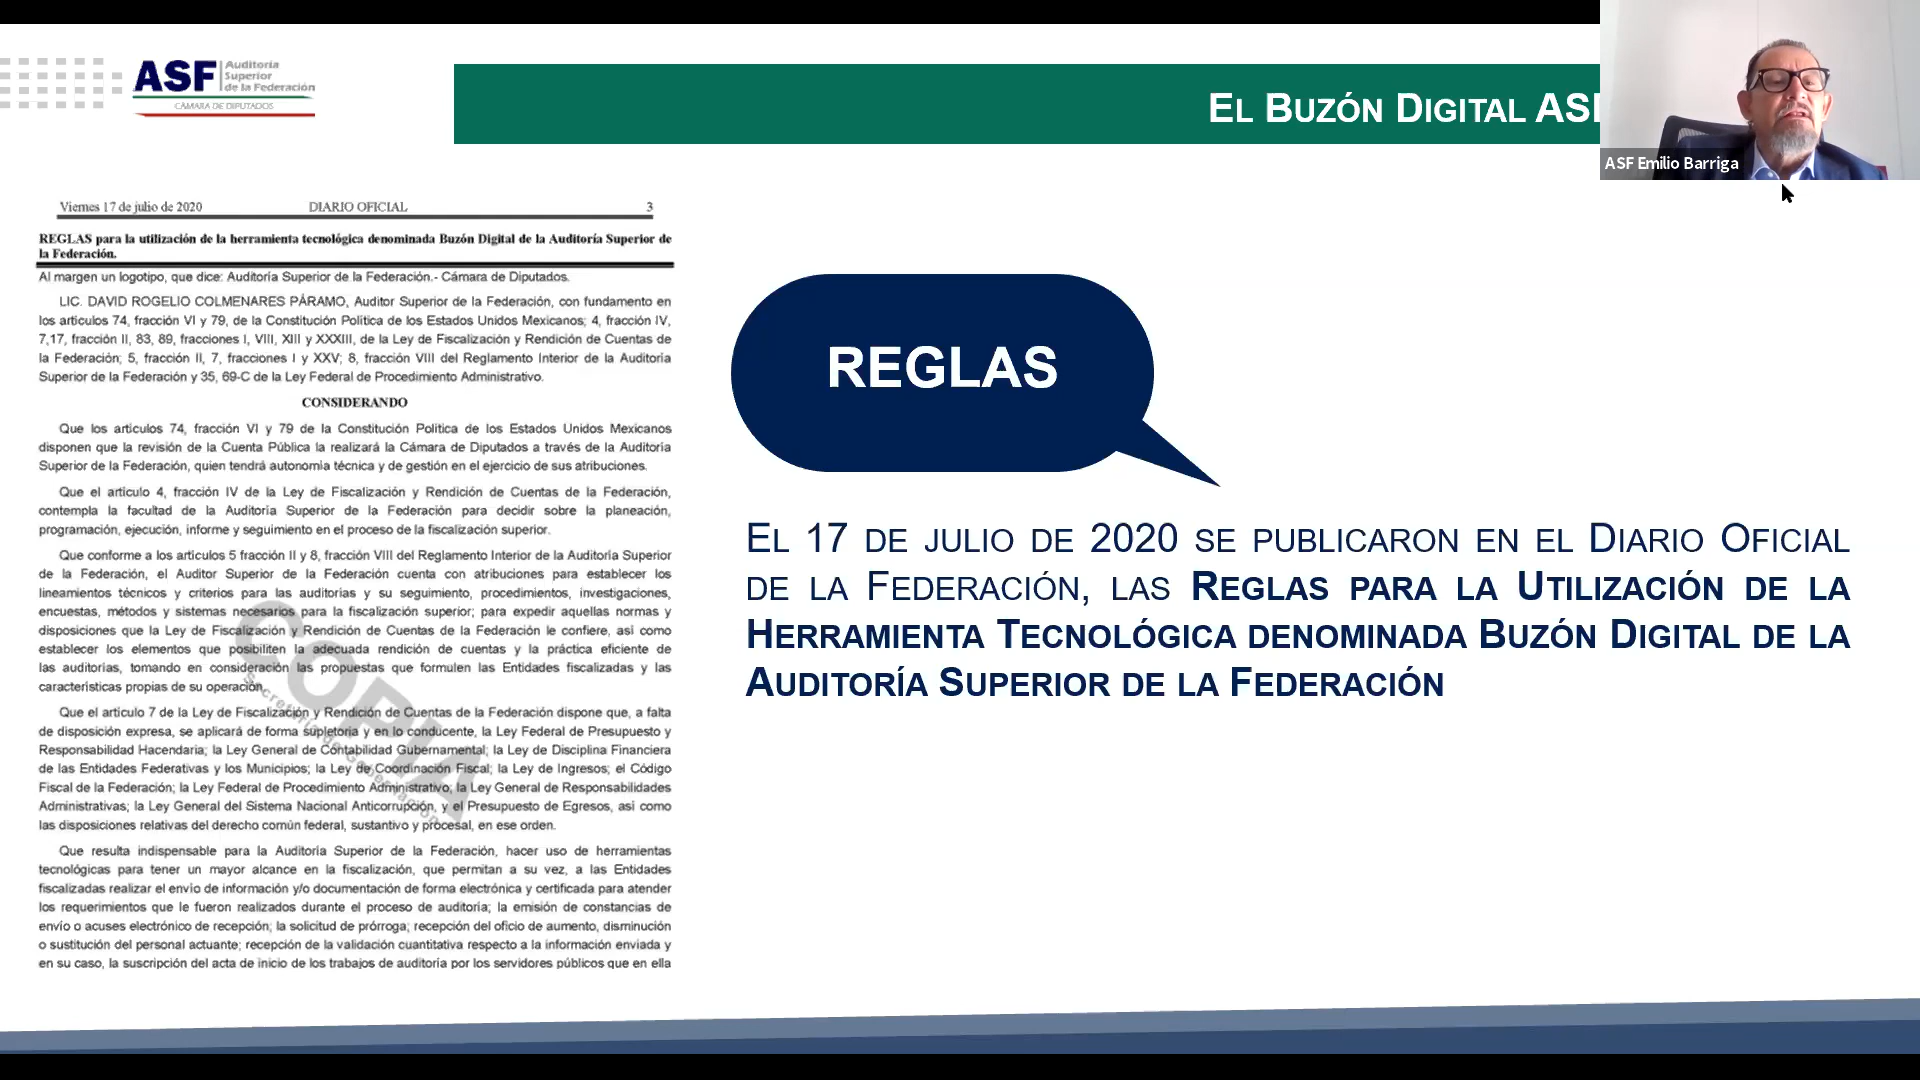 ASF Auditoría
Superior
de la Federación
CÁMARA DE DIPUTADOS
EL BUZÓN DIGITAL ASF
ASF Emilio Barriga
Viernes 17 de julio de 2020 DIARIO OFICIAL 3
REGLAS para la utilización de la herramienta tecnológica denominada Buzón Digital de la Auditoría Superior de
la Federación.
Al margen un logotipo, que dice: Auditoría Superior de la Federación.- Cámara de Diputados.
LIC. DAVID ROGELIO COLMENARES PÁRAMO, Auditor Superior de la Federación, con fundamento en
los artículos 74, fracción VI y 79, de la Constitución Política de los Estados Unidos Mexicanos; 4, fracción IV,
7,17, fracción II, 83, 89, fracciones I, VIII, XIII y XXXIII, de la Ley de Fiscalización y Rendición de Cuentas de
la Federación; 5, fracción II, 7, fracciones I y XXV; 8, fracción VIII del Reglamento Interior de la Auditoría
Superior de la Federación y 35, 69-C de la Ley Federal de Procedimiento Administrativo.
CONSIDERANDO
Que los artículos 74, fracción VI y 79 de la Constitución Política de los Estados Unidos Mexicanos
disponen que la revisión de la Cuenta Pública la realizará la Cámara de Diputados a través de la Auditoría
Superior de la Federación, quien tendrá autonomía técnica y de gestión en el ejercicio de sus atribuciones.
Que el artículo 4, fracción IV de la Ley de Fiscalización y Rendición de Cuentas de la Federación,
contempla la facultad de la Auditoría Superior de la Federación para decidir sobre la planeación,
programación, ejecución, informe y seguimiento en el proceso de la fiscalización superior.
Que conforme a los artículos 5 fracción II y 8, fracción VIII del Reglamento Interior de la Auditoría Superior
de la Federación, el Auditor Superior de la Federación cuenta con atribuciones para establecer los
lineamientos técnicos y criterios para las auditorías y su seguimiento, procedimientos, investigaciones,
encuestas, métodos y sistemas necesarios para la fiscalización superior; para expedir aquellas normas y
disposiciones que la Ley de Fiscalización y Rendición de Cuentas de la Federación le confiere, así como
establecer los elementos que posibiliten la adecuada rendición de cuentas y la práctica eficiente de
las auditorías, tomando en consideración las propuestas que formulen las Entidades fiscalizadas y las
características propias de su operación.
Que el artículo 7 de la Ley de Fiscalización y Rendición de Cuentas de la Federación dispone que, a falta
de disposición expresa, se aplicará de forma supletoria y en lo conducente, la Ley Federal de Presupuesto y
Responsabilidad Hacendaria; la Ley General de Contabilidad Gubernamental; la Ley de Disciplina Financiera
de las Entidades Federativas y los Municipios; la Ley de Coordinación Fiscal; la Ley de Ingresos; el Código
Fiscal de la Federación; la Ley Federal de Procedimiento Administrativo; la Ley General de Responsabilidades
Administrativas; la Ley General del Sistema Nacional Anticorrupción, y el Presupuesto de Egresos, así como
las disposiciones relativas del derecho común federal, sustantivo y procesal, en ese orden.
Que resulta indispensable para la Auditoría Superior de la Federación, hacer uso de herramientas
tecnológicas para tener un mayor alcance en la fiscalización, que permitan a su vez, a las Entidades
fiscalizadas realizar el envío de información y/o documentación de forma electrónica y certificada para atender
los requerimientos que le fueron realizados durante el proceso de auditoría; la emisión de constancias de
envío o acuses electrónico de recepción; la solicitud de prórroga; recepción del oficio de aumento, disminución
o sustitución del personal actuante; recepción de la validación cuantitativa respecto a la información enviada y
en su caso, la suscripción del acta de inicio de los trabajos de auditoría por los servidores públicos que en ella
COPIA
Secretaría de Gobernación
REGLAS
EL 17 DE JULIO DE 2020 SE PUBLICARON EN EL DIARIO OFICIAL
DE LA FEDERACIÓN, LAS REGLAS PARA LA UTILIZACIÓN DE LA
HERRAMIENTA TECNOLÓGICA DENOMINADA BUZÓN DIGITAL DE LA
AUDITORÍA SUPERIOR DE LA FEDERACIÓN